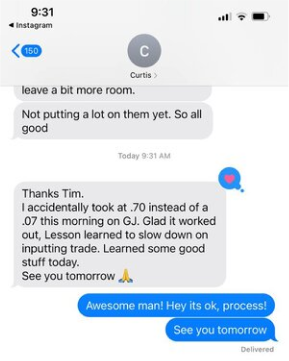 9:31
Instagram
150
C
Curtis
leave a bit more room.
Not putting a lot on them yet. So all
good
Today 9:31 AM
Thanks Tim.
I accidentally took at .70 instead of a
.07 this morning on GJ. Glad it worked
out, Lesson learned to slow down on
inputting trade. Learned some good
stuff today.
See you tomorrow 🙏
Awesome man! Hey its ok, process!
See you tomorrow
Delivered